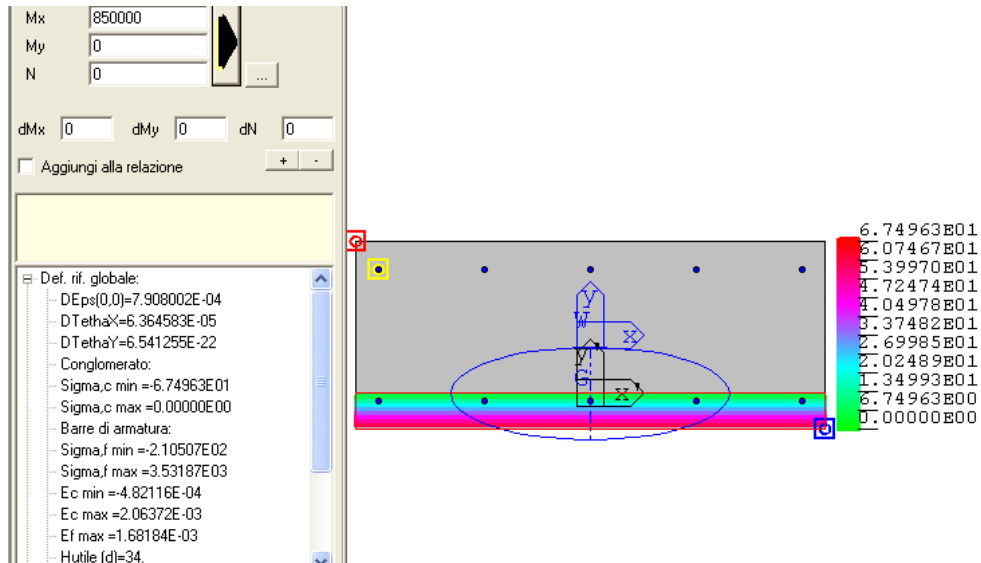 Mx 850000
My 0
N 0
...
dMx 0 dMy 0 dN 0
Aggiungi alla relazione + -
Def. rif. globale:
DEps(0,0)=7.908002E-04
DTethaX=6.364583E-05
DTethaY=6.541255E-22
Conglomerato:
Sigma,c min =-6.74963E01
Sigma,c max =0.00000E00
Barre di armatura:
Sigma,f min =-2.10507E02
Sigma,f max =3.53187E03
Ec min =-4.82116E-04
Ec max =2.06372E-03
Ef max =1.68184E-03
Hutile (d)=34.
y
W
x
y
G
x
6.74963E01
6.07467E01
5.39970E01
4.72474E01
4.04978E01
3.37482E01
2.69985E01
2.02489E01
1.34993E01
6.74963E00
0.00000E00